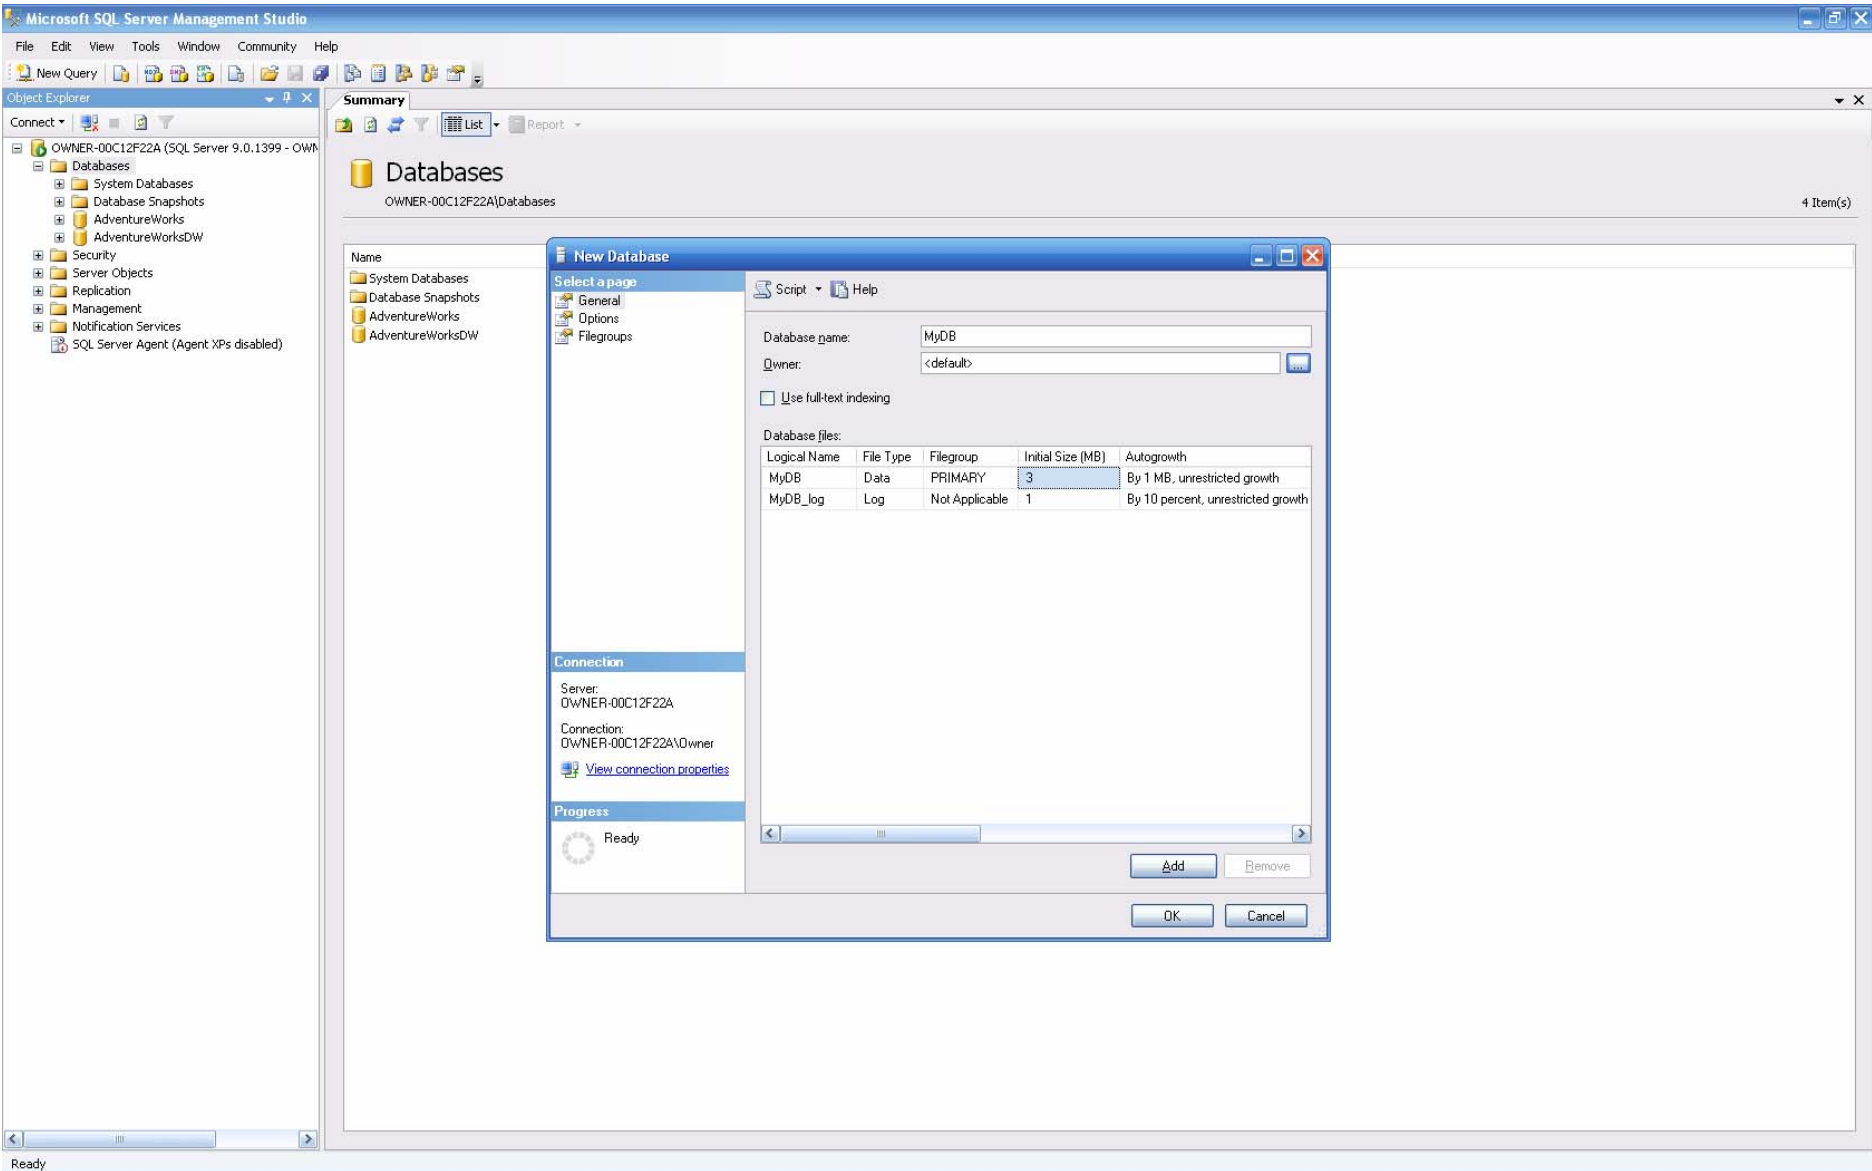 Microsoft SQL Server Management Studio
File Edit View Tools Window Community Help
New Query
Object Explorer
Connect
OWNER-00C12F22A (SQL Server 9.0.1399 - OWN
Databases
System Databases
Database Snapshots
AdventureWorks
AdventureWorksDW
Security
Server Objects
Replication
Management
Notification Services
SQL Server Agent (Agent XPs disabled)
Summary
List Report
Databases
OWNER-00C12F22A\Databases
4 Item(s)
Name
System Databases
Database Snapshots
AdventureWorks
AdventureWorksDW
New Database
Select a page
General
Options
Filegroups
Connection
Server:
OWNER-00C12F22A
Connection:
OWNER-00C12F22A\Owner
View connection properties
Progress
Ready
Script Help
Database name: MyDB
Owner: <default> ...
Use full-text indexing
Database files:
Logical Name File Type Filegroup Initial Size (MB) Autogrowth
MyDB Data PRIMARY 3 By 1 MB, unrestricted growth
MyDB_log Log Not Applicable 1 By 10 percent, unrestricted growth
Add Remove
OK Cancel
Ready